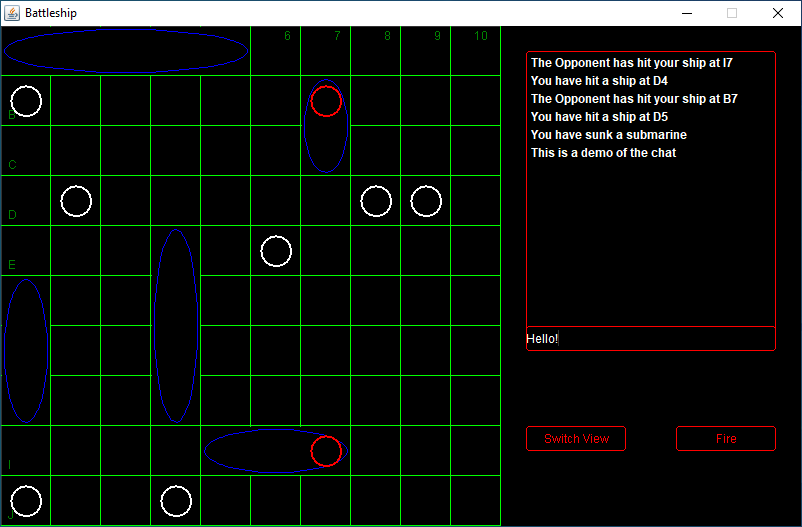 Battleship
6 7 8 9 10
B
C
D
E
I
J
The Opponent has hit your ship at I7
You have hit a ship at D4
The Opponent has hit your ship at B7
You have hit a ship at D5
You have sunk a submarine
This is a demo of the chat
Hello!
Switch View Fire